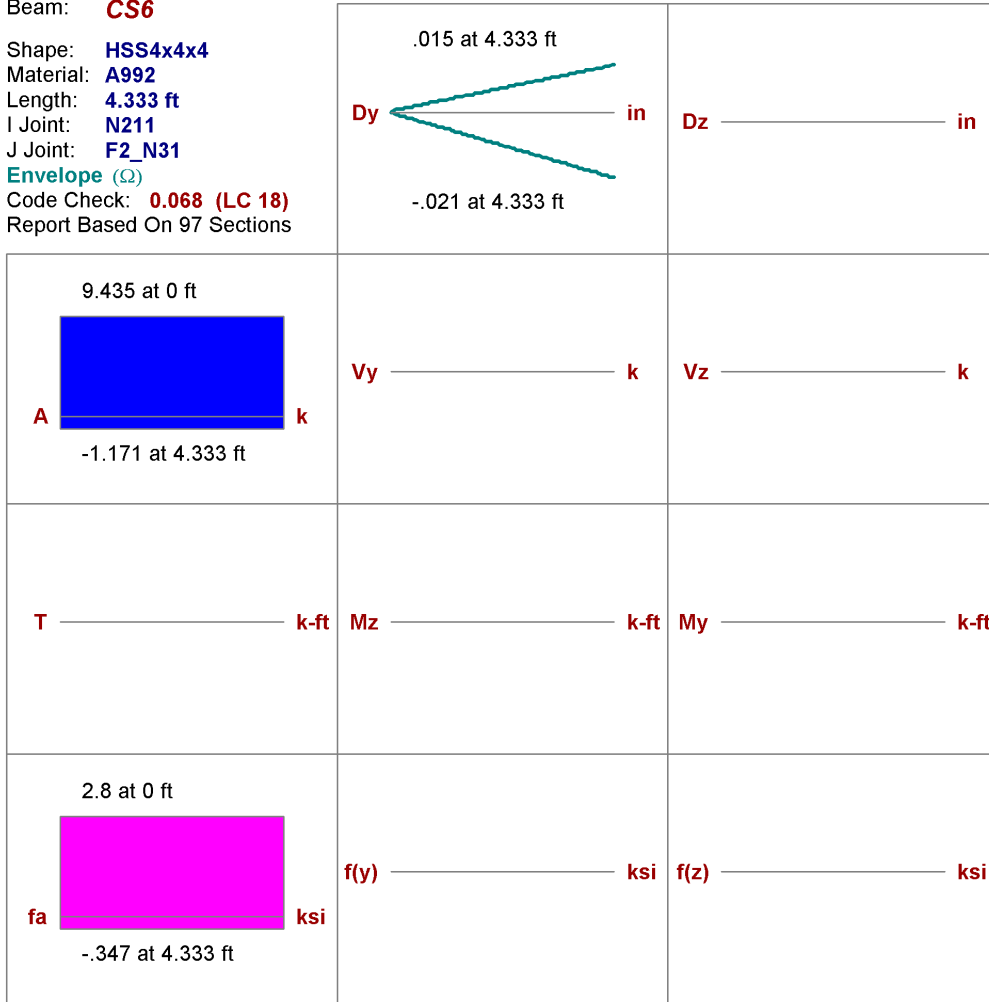 Beam: CS6
Shape: HSS4x4x4
Material: A992
Length: 4.333 ft
I Joint: N211
J Joint: F2_N31
Envelope (Ω)
Code Check: 0.068 (LC 18)
Report Based On 97 Sections
.015 at 4.333 ft
Dy in
-.021 at 4.333 ft
Dz in
9.435 at 0 ft
A k
-1.171 at 4.333 ft
Vy k
Vz k
T k-ft
Mz k-ft
My k-ft
2.8 at 0 ft
fa ksi
-.347 at 4.333 ft
f(y) ksi
f(z) ksi